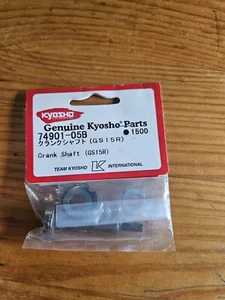 KYOSHO
Genuine Kyosho Parts
74901-05B ●1500
クランクシャフト(GS15R)
Crank Shaft (GS15R)
TEAM KYOSHO K INTERNATIONAL